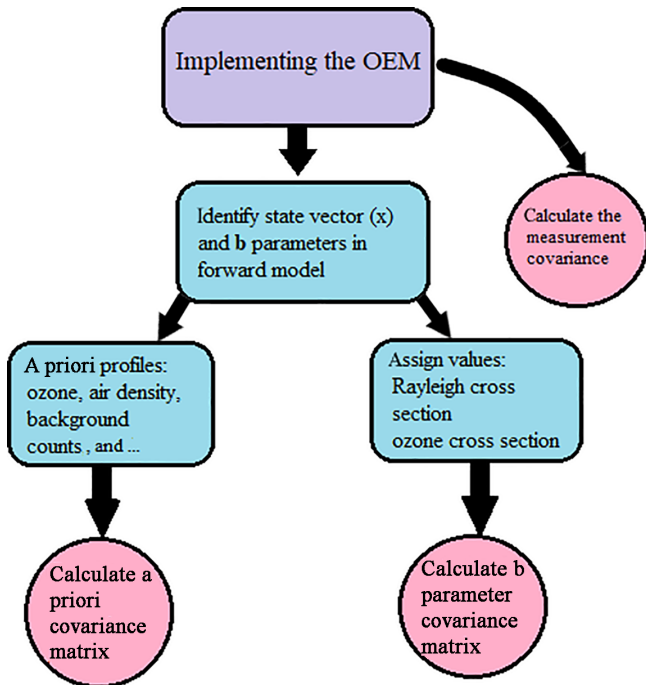 Implementing the OEM
Calculate the
measurement
covariance
Identify state vector (x)
and b parameters in
forward model
A priori profiles:
ozone, air density,
background
counts , and ...
Assign values:
Rayleigh cross
section
ozone cross section
Calculate a
priori
covariance
matrix
Calculate b
parameter
covariance
matrix